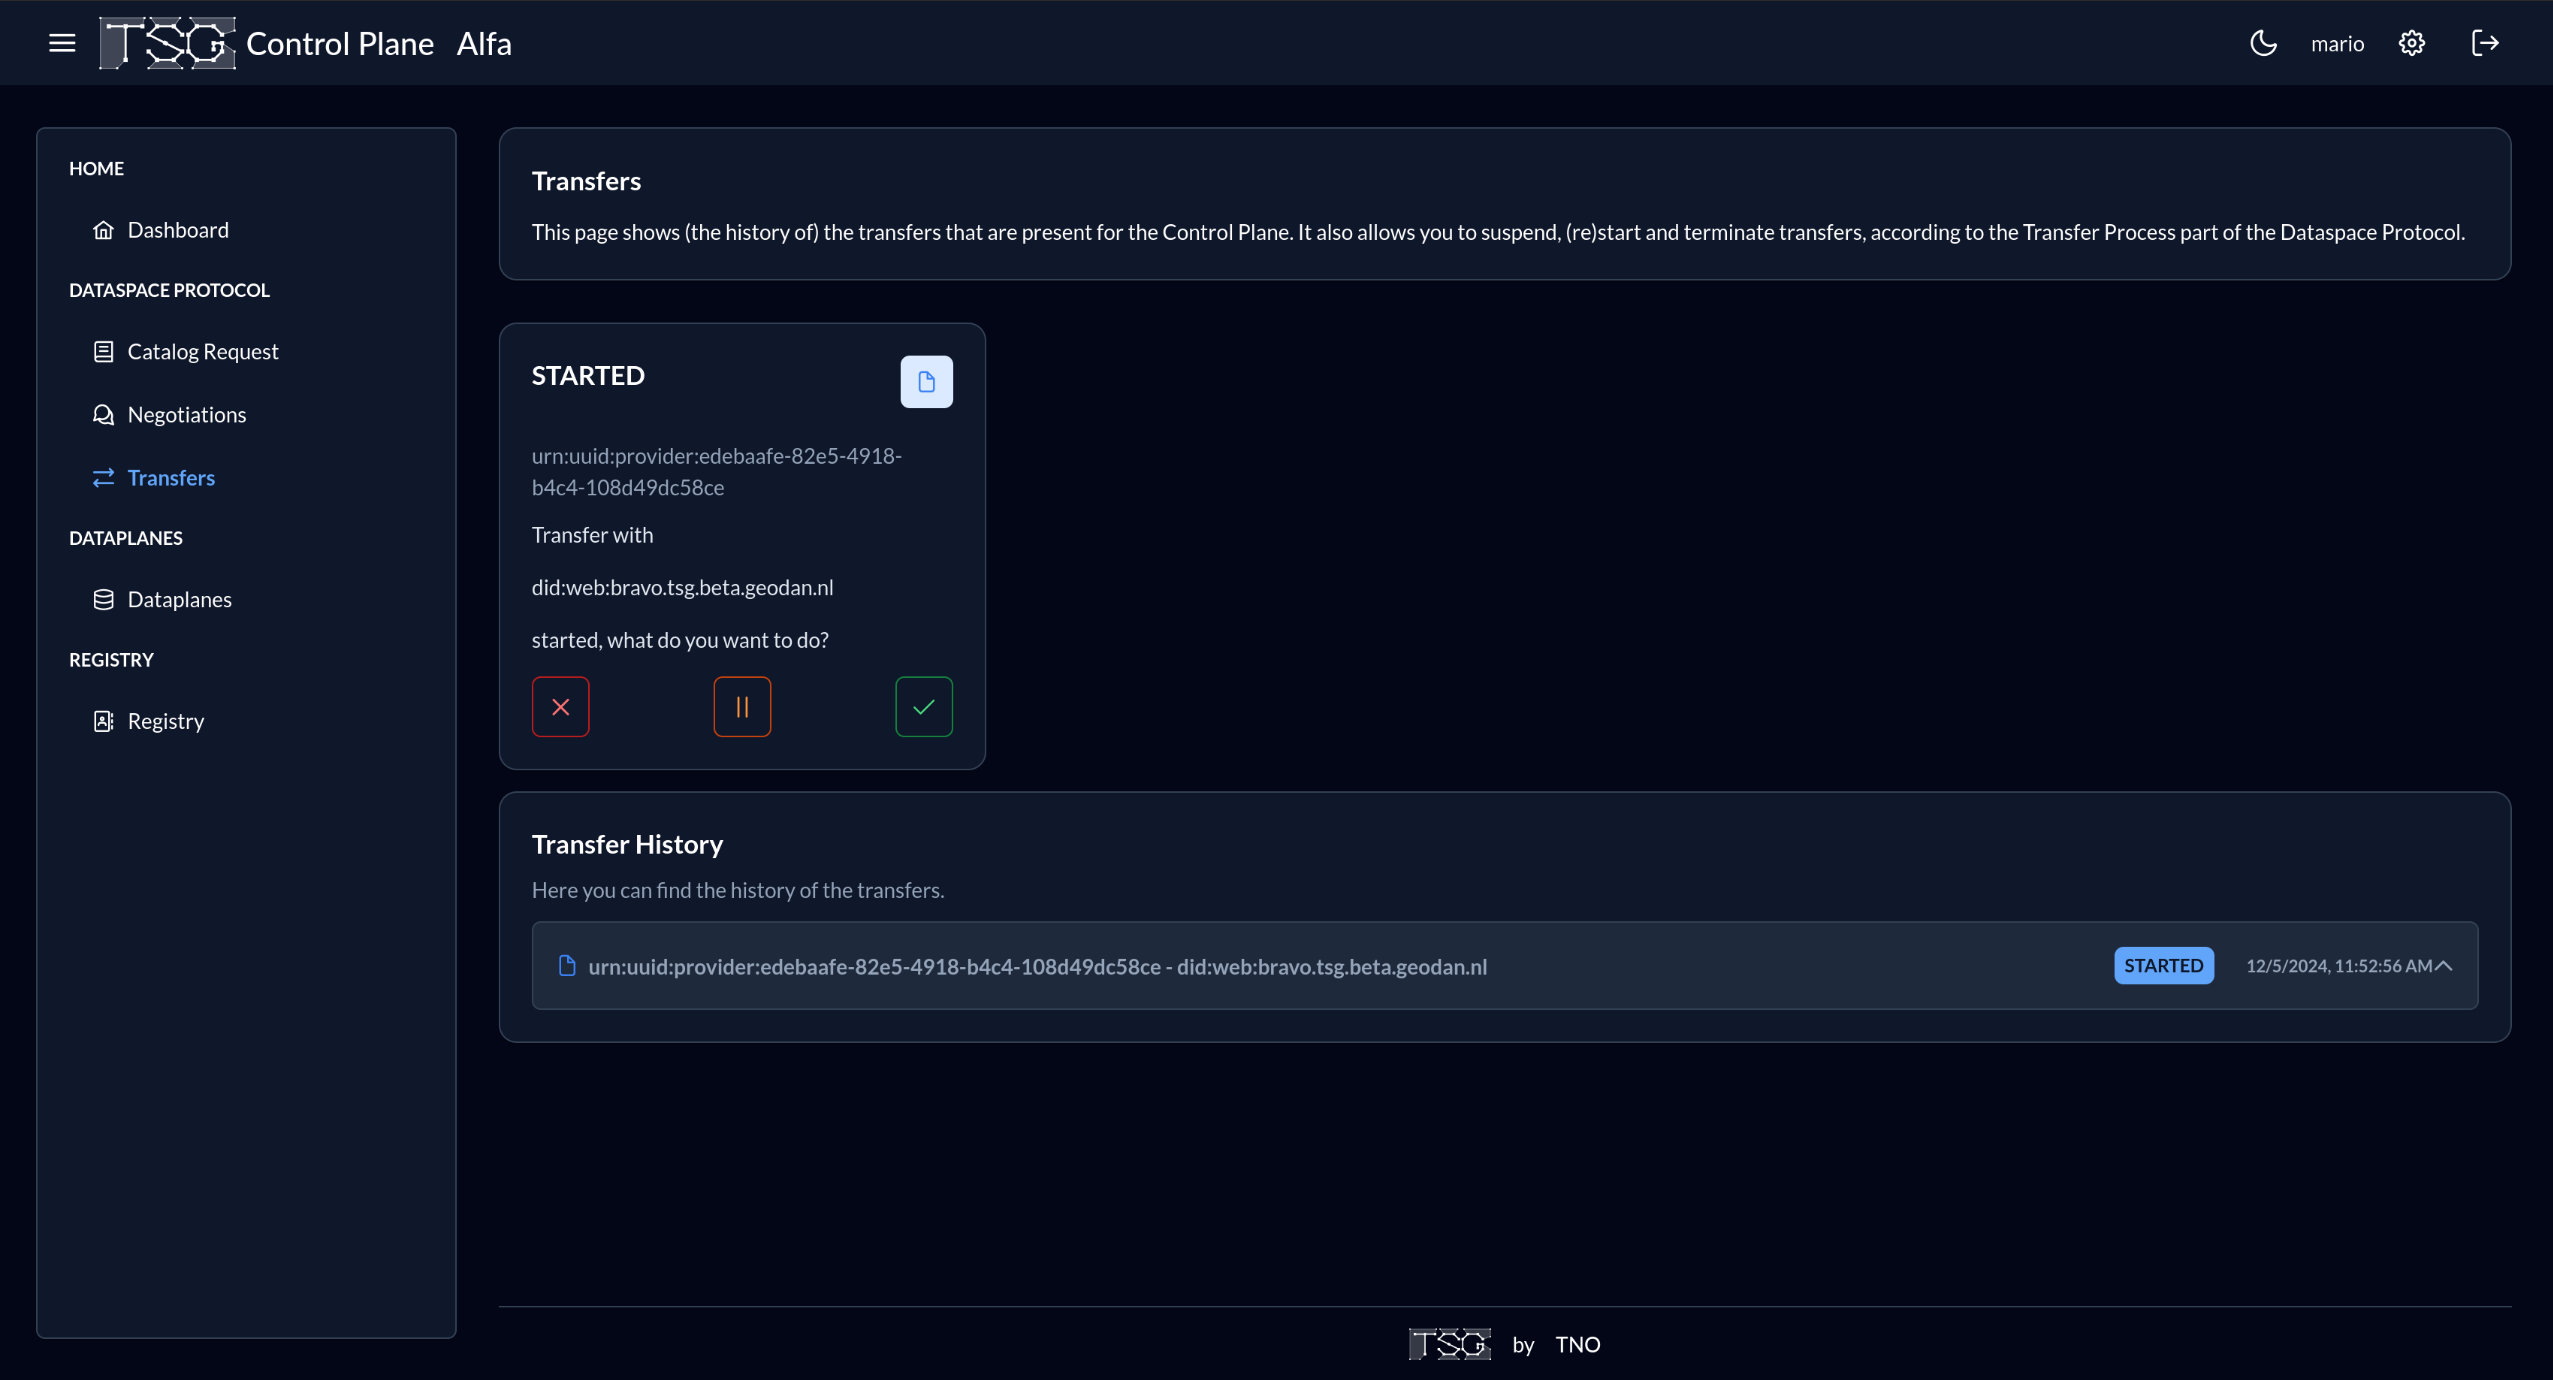 TSG Control Plane Alfa
mario
HOME
Dashboard
DATASPACE PROTOCOL
Catalog Request
Negotiations
Transfers
DATAPLANES
Dataplanes
REGISTRY
Registry
Transfers
This page shows (the history of) the transfers that are present for the Control Plane. It also allows you to suspend, (re)start and terminate transfers, according to the Transfer Process part of the Dataspace Protocol.
STARTED
urn:uuid:provider:edebaafe-82e5-4918-
b4c4-108d49dc58ce
Transfer with
did:web:bravo.tsg.beta.geodan.nl
started, what do you want to do?
Transfer History
Here you can find the history of the transfers.
urn:uuid:provider:edebaafe-82e5-4918-b4c4-108d49dc58ce - did:web:bravo.tsg.beta.geodan.nl STARTED 12/5/2024, 11:52:56 AM
TSG by TNO